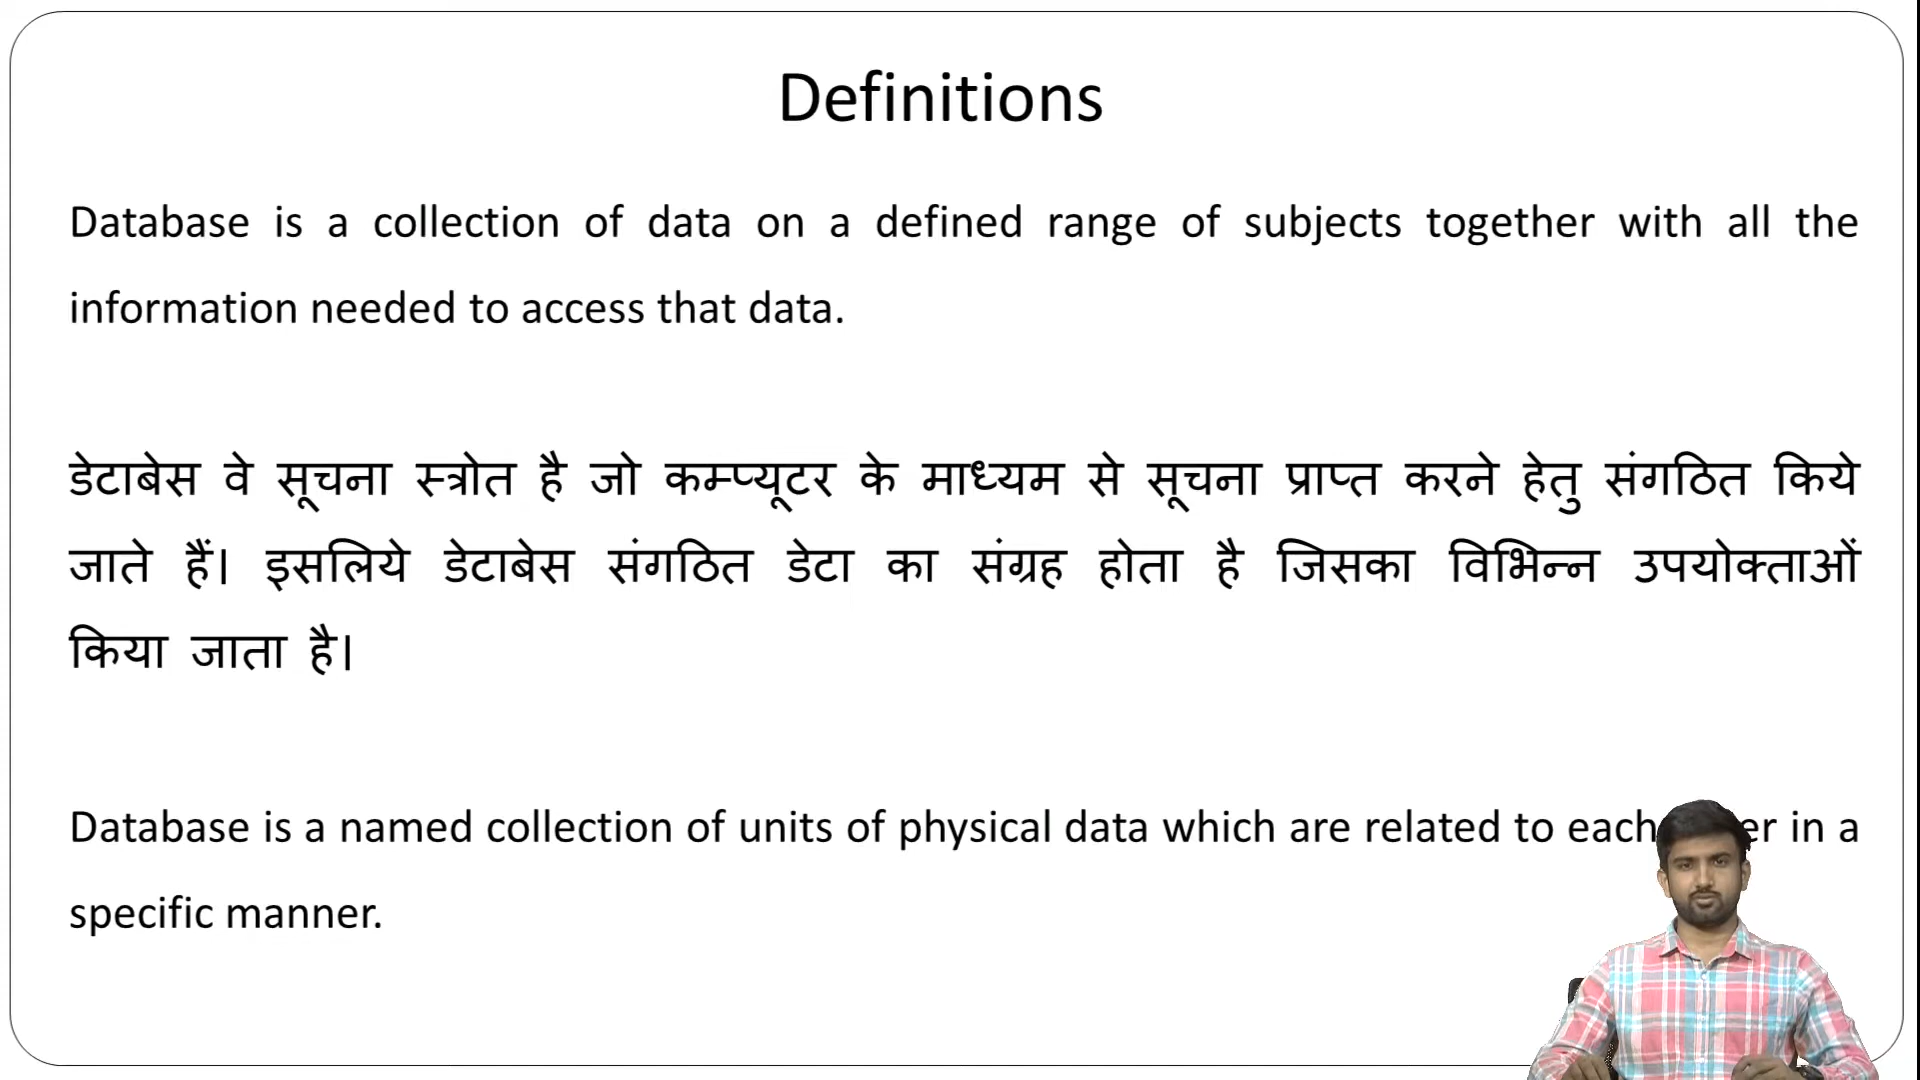 Definitions
Database is a collection of data on a defined range of subjects together with all the
information needed to access that data.
डेटाबेस वे सूचना स्त्रोत है जो कम्प्यूटर के माध्यम से सूचना प्राप्त करने हेतु संगठित किये
जाते हैं। इसलिये डेटाबेस संगठित डेटा का संग्रह होता है जिसका विभिन्न उपयोक्ताओं
किया जाता है।
Database is a named collection of units of physical data which are related to each in a
specific manner.